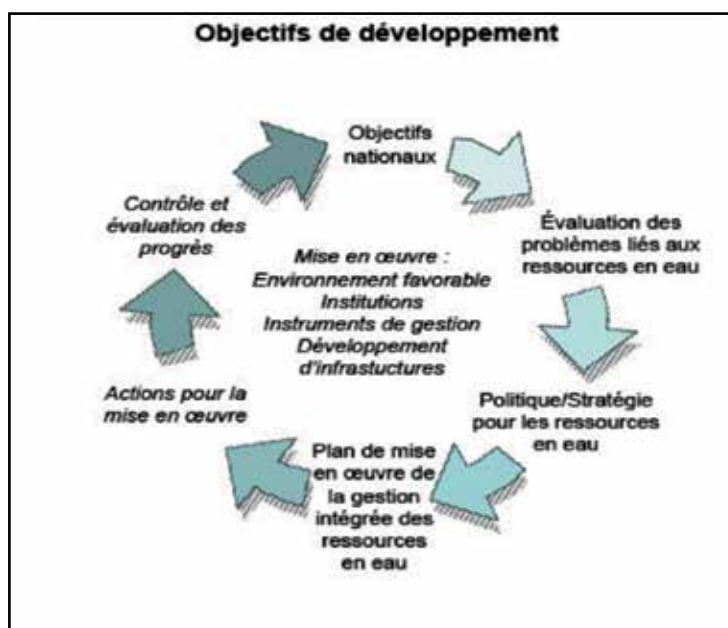 Objectifs de développement
Objectifs
nationaux
Évaluation des
problèmes liés aux
ressources en eau
Politique/Stratégie
pour les ressources
en eau
Plan de mise
en œuvre de
la gestion
intégrée des
ressources
en eau
Actions pour la
mise en œuvre
Contrôle et
évaluation des
progrès
Mise en œuvre :
Environnement favorable
Institutions
Instruments de gestion
Développement
d'infrastuctures